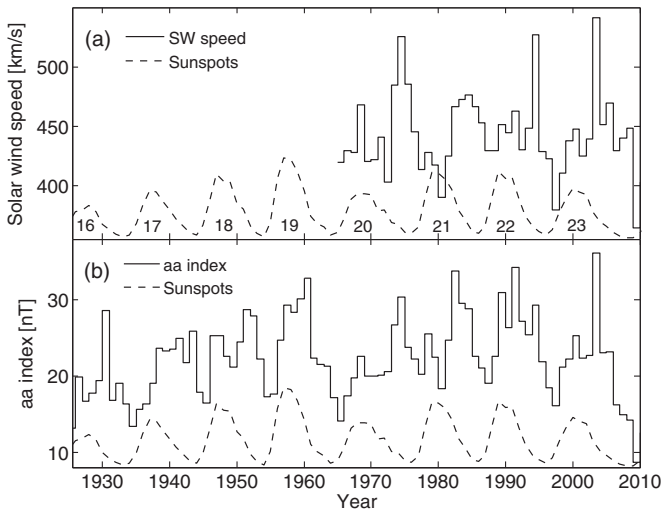 (a)
SW speed
Sunspots
Solar wind speed [km/s]
500
450
400
16 17 18 19 20 21 22 23
(b)
aa index
Sunspots
aa index [nT]
30
20
10
1930 1940 1950 1960 1970 1980 1990 2000 2010
Year